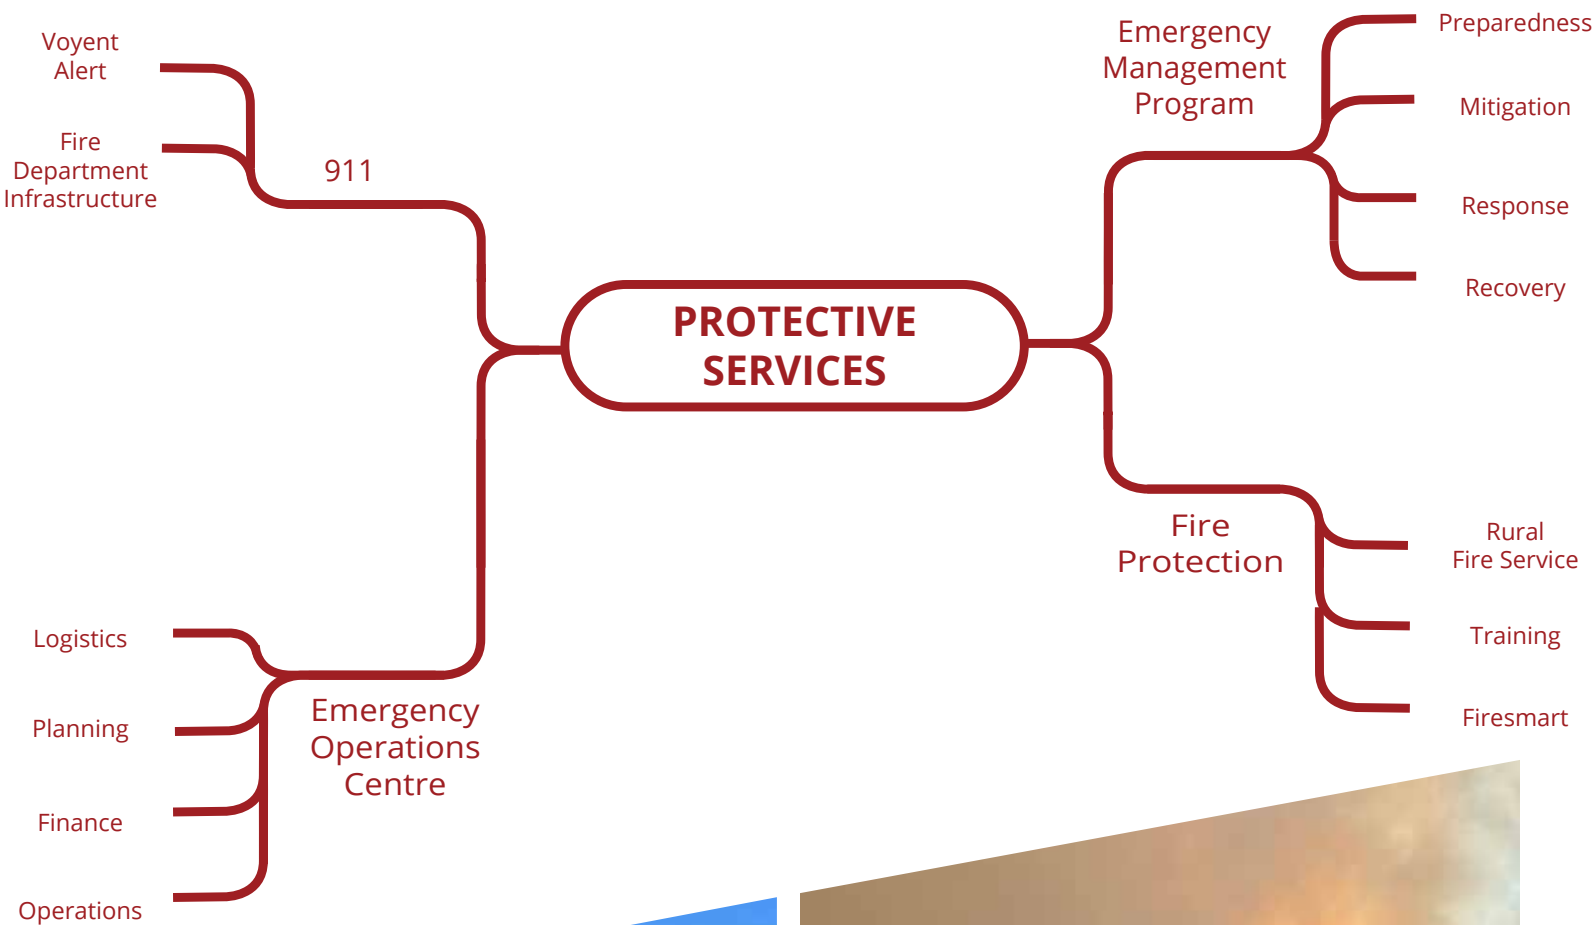 Voyent
Alert
Fire
Department
Infrastructure
911
Emergency
Management
Program
Preparedness
Mitigation
Response
Recovery
PROTECTIVE
SERVICES
Fire
Protection
Rural
Fire Service
Training
Firesmart
Logistics
Planning
Finance
Operations
Emergency
Operations
Centre